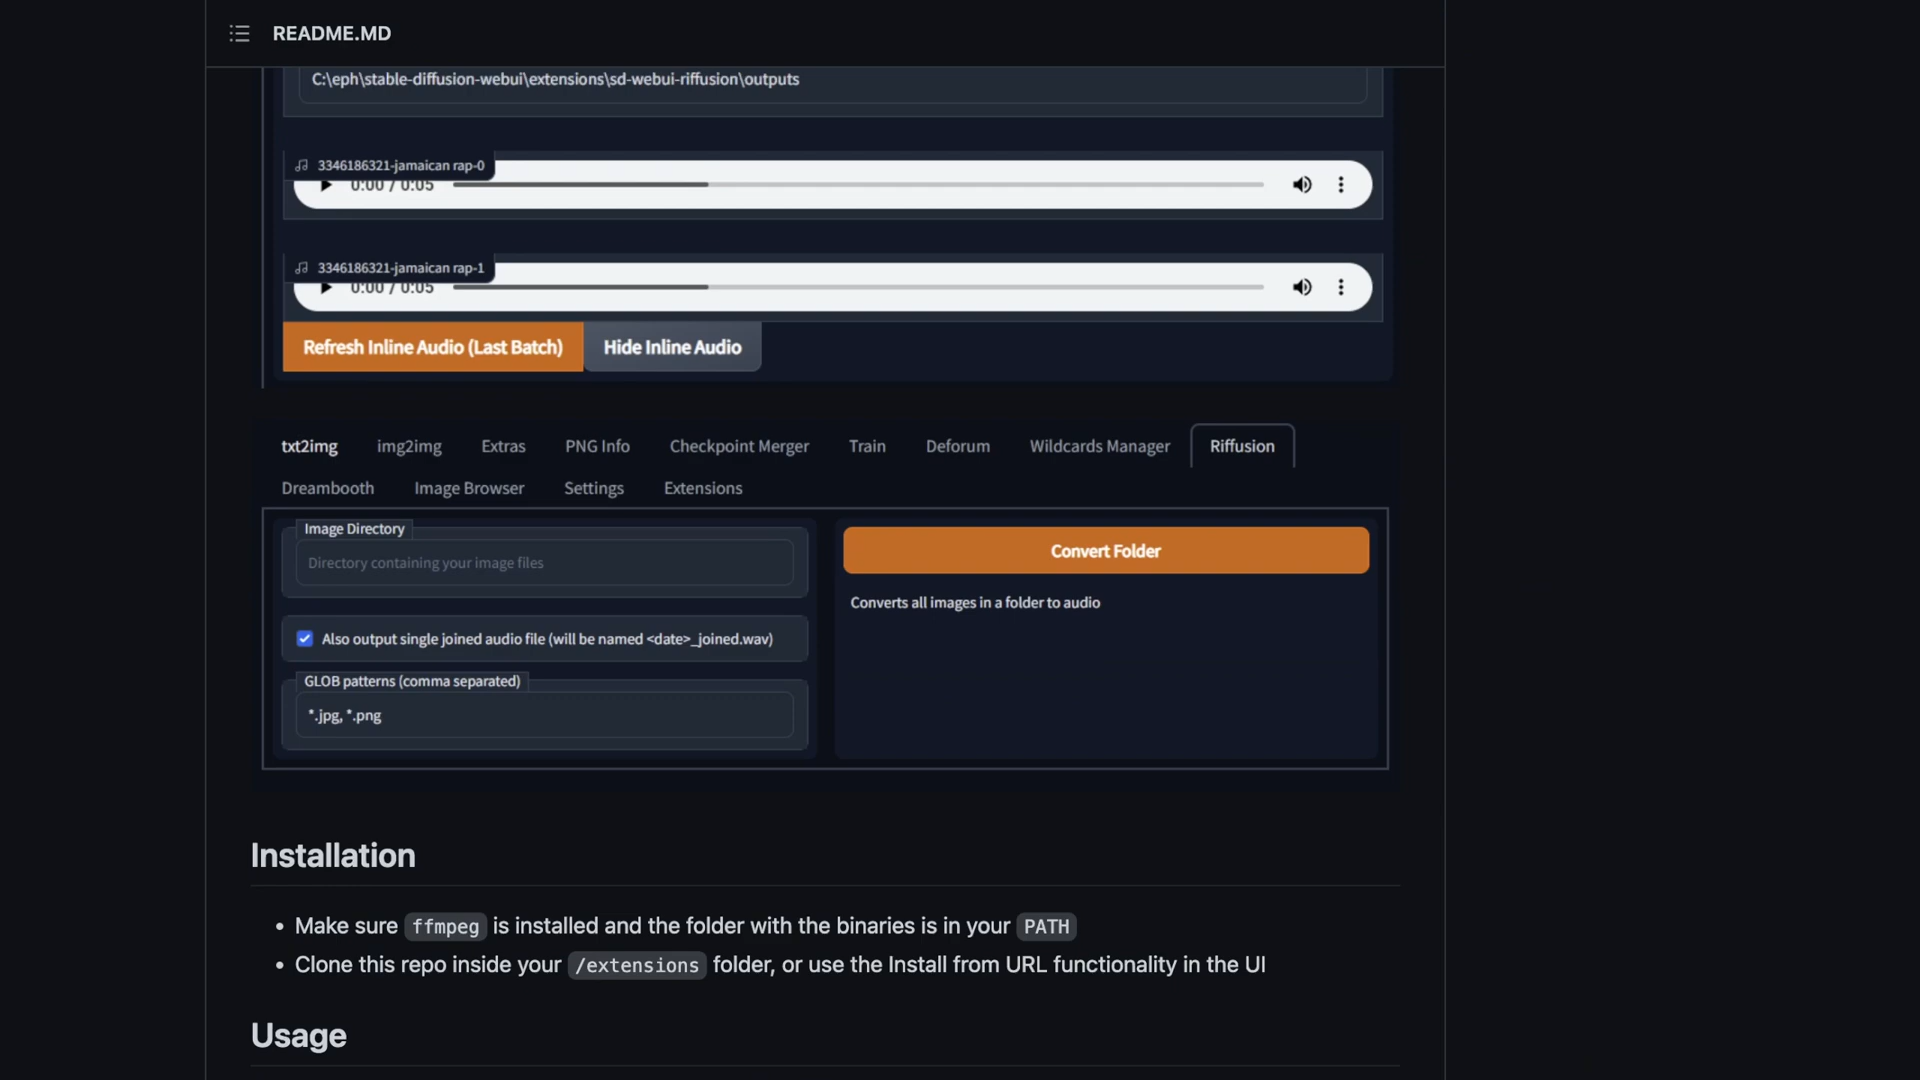 README.MD
C:\eph\stable-diffusion-webui\extensions\sd-webui-riffusion\outputs
3346186321-jamaican rap-0
0:00 / 0:05
3346186321-jamaican rap-1
0:00 / 0:05
Refresh Inline Audio (Last Batch) Hide Inline Audio
txt2img img2img Extras PNG Info Checkpoint Merger Train Deforum Wildcards Manager Riffusion
Dreambooth Image Browser Settings Extensions
Image Directory
Directory containing your image files
Convert Folder
Converts all images in a folder to audio
Also output single joined audio file (will be named <date>_joined.wav)
GLOB patterns (comma separated)
*.jpg, *.png
Installation
• Make sure ffmpeg is installed and the folder with the binaries is in your PATH
• Clone this repo inside your /extensions folder, or use the Install from URL functionality in the UI
Usage